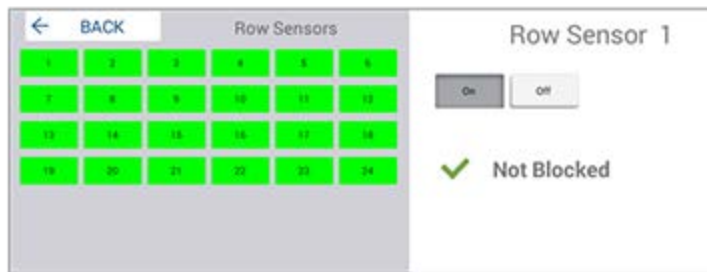 BACK
Row Sensors
1 2 3 4 5 6
7 8 9 10 11 12
13 14 15 16 17 18
19 20 21 22 23 24
Row Sensor 1
On Off
Not Blocked